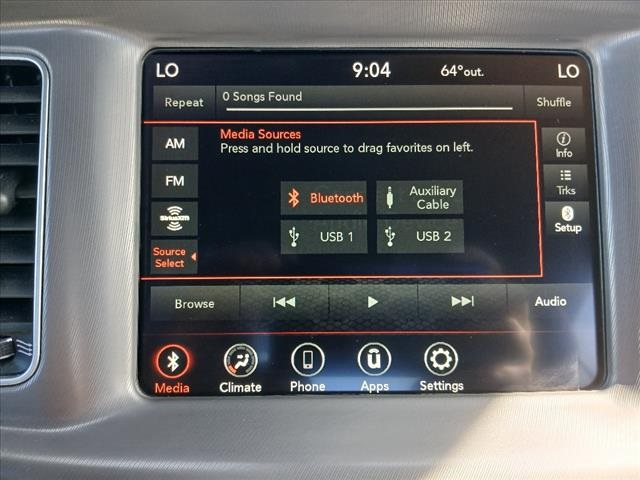 LO 9:04 64°out. LO
Repeat 0 Songs Found Shuffle
Media Sources
Press and hold source to drag favorites on left.
AM
FM
SiriusXM
Source
Select
Bluetooth
Auxiliary
Cable
USB 1
USB 2
Info
Trks
Setup
Browse Audio
Media Climate Phone Apps Settings